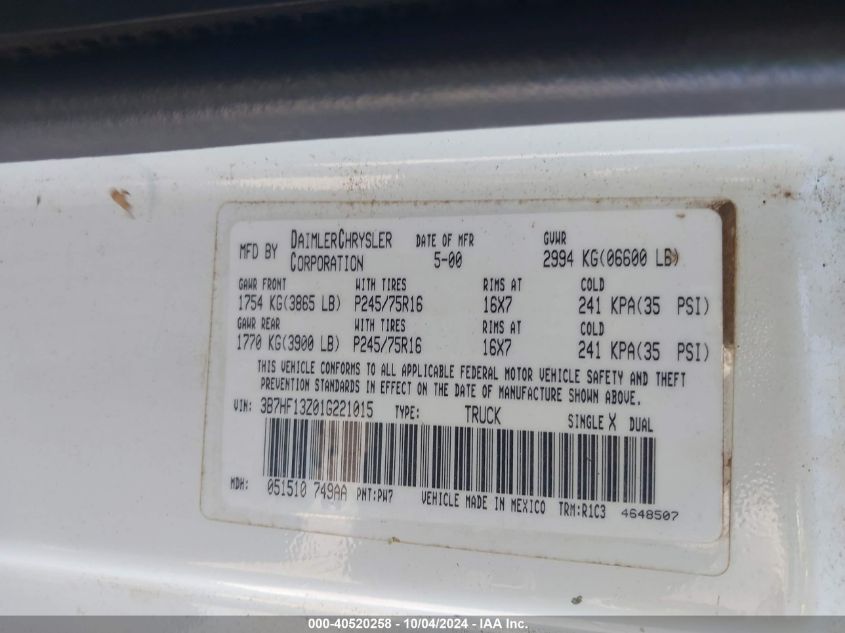 MFD BY DAIMLERCHRYSLER CORPORATION DATE OF MFR 5-00 GVWR 2994 KG(06600 LB)
GAWR FRONT WITH TIRES RIMS AT COLD
1754 KG(3865 LB) P245/75R16 16X7 241 KPA(35 PSI)
GAWR REAR WITH TIRES RIMS AT COLD
1770 KG(3900 LB) P245/75R16 16X7 241 KPA(35 PSI)
THIS VEHICLE CONFORMS TO ALL APPLICABLE FEDERAL MOTOR VEHICLE SAFETY AND THEFT
PREVENTION STANDARDS IN EFFECT ON THE DATE OF MANUFACTURE SHOWN ABOVE.
VIN: 3B7HF13Z01G221015 TYPE: TRUCK SINGLE X DUAL
MDH: 051510 749AA PNT:PW7 VEHICLE MADE IN MEXICO TRM:R1C3 4648507
000-40520258 - 10/04/2024 - IAA Inc.